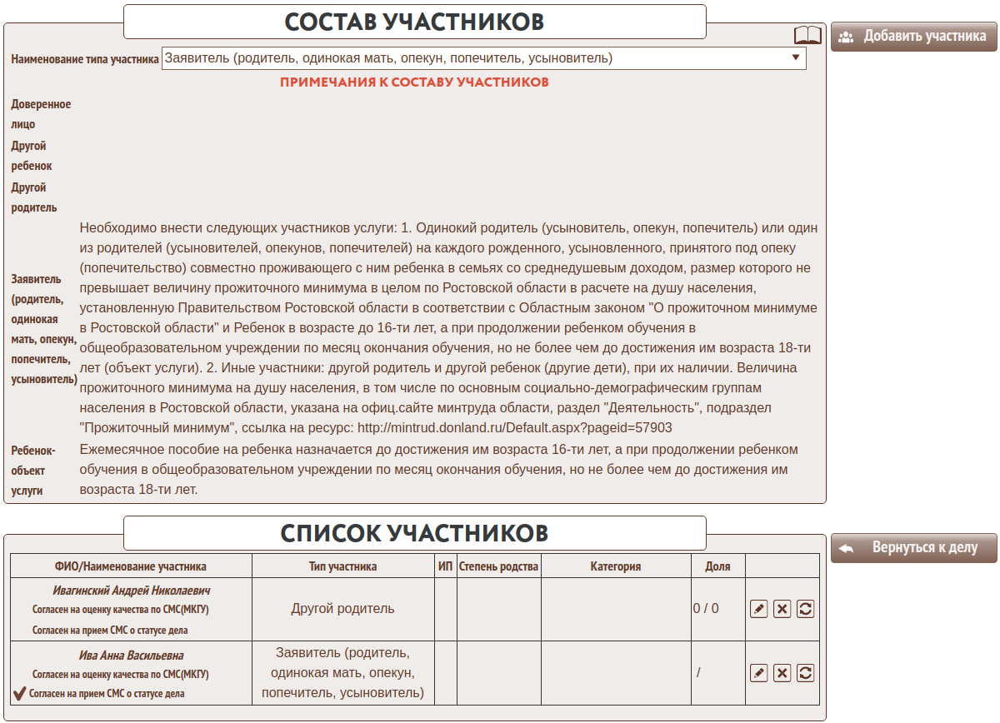 СОСТАВ УЧАСТНИКОВ
Добавить участника
Наименование типа участника Заявитель (родитель, одинокая мать, опекун, попечитель, усыновитель)
ПРИМЕЧАНИЯ К СОСТАВУ УЧАСТНИКОВ
Доверенное
лицо
Другой
ребенок
Другой
родитель
Заявитель
(родитель,
одинокая
мать, опекун,
попечитель,
усыновитель)
Необходимо внести следующих участников услуги: 1. Одинокий родитель (усыновитель, опекун, попечитель) или один
из родителей (усыновителей, опекунов, попечителей) на каждого рожденного, усыновленного, принятого под опеку
(попечительство) совместно проживающего с ним ребенка в семьях со среднедушевым доходом, размер которого не
превышает величину прожиточного минимума в целом по Ростовской области в расчете на душу населения,
установленную Правительством Ростовской области в соответствии с Областным законом "О прожиточном минимуме
в Ростовской области" и Ребенок в возрасте до 16-ти лет, а при продолжении ребенком обучения в
общеобразовательном учреждении по месяц окончания обучения, но не более чем до достижения им возраста 18-ти
лет (объект услуги). 2. Иные участники: другой родитель и другой ребенок (другие дети), при их наличии. Величина
прожиточного минимума на душу населения, в том числе по основным социально-демографическим группам
населения в Ростовской области, указана на офиц.сайте минтруда области, раздел "Деятельность", подраздел
"Прожиточный минимум", ссылка на ресурс: http://mintrud.donland.ru/Default.aspx?pageid=57903
Ребенок-
объект
услуги
Ежемесячное пособие на ребенка назначается до достижения им возраста 16-ти лет, а при продолжении ребенком
обучения в общеобразовательном учреждении по месяц окончания обучения, но не более чем до достижения им
возраста 18-ти лет.
СПИСОК УЧАСТНИКОВ
Вернуться к делу
ФИО/Наименование участника Тип участника ИП Степень родства Категория Доля
Ивагинский Андрей Николаевич
Согласен на оценку качества по СМС(МКГУ)
Согласен на прием СМС о статусе дела
Другой родитель
0 / 0
Ива Анна Васильевна
Согласен на оценку качества по СМС(МКГУ)
Согласен на прием СМС о статусе дела
Заявитель (родитель,
одинокая мать, опекун,
попечитель, усыновитель)
/